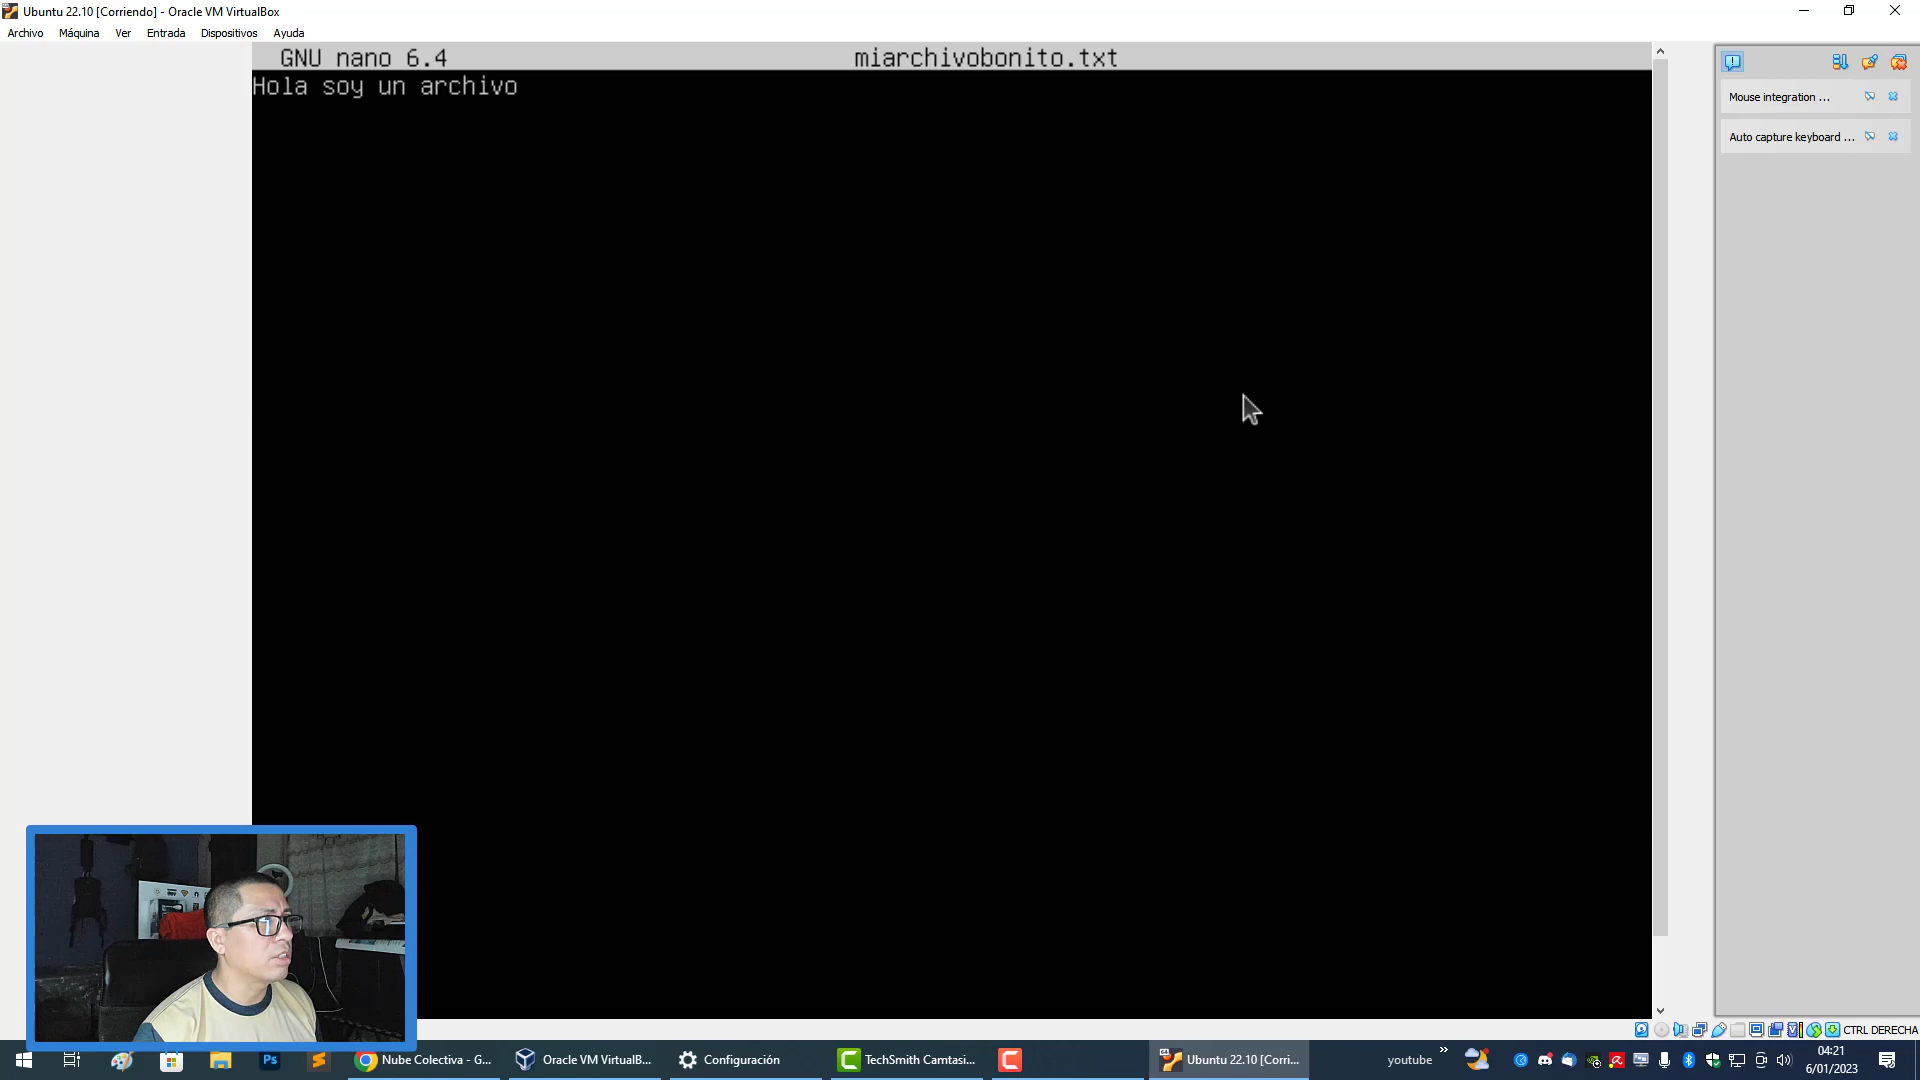 Ubuntu 22.10 [Corriendo] - Oracle VM VirtualBox
Archivo Máquina Ver Entrada Dispositivos Ayuda
GNU nano 6.4 miarchivobonito.txt
Hola soy un archivo
Mouse integration ...
Auto capture keyboard ...
CTRL DERECHA
Ps
Nube Colectiva - G...
Oracle VM VirtualB...
Configuración
TechSmith Camtasi...
Ubuntu 22.10 [Corri...
youtube
04:21
6/01/2023